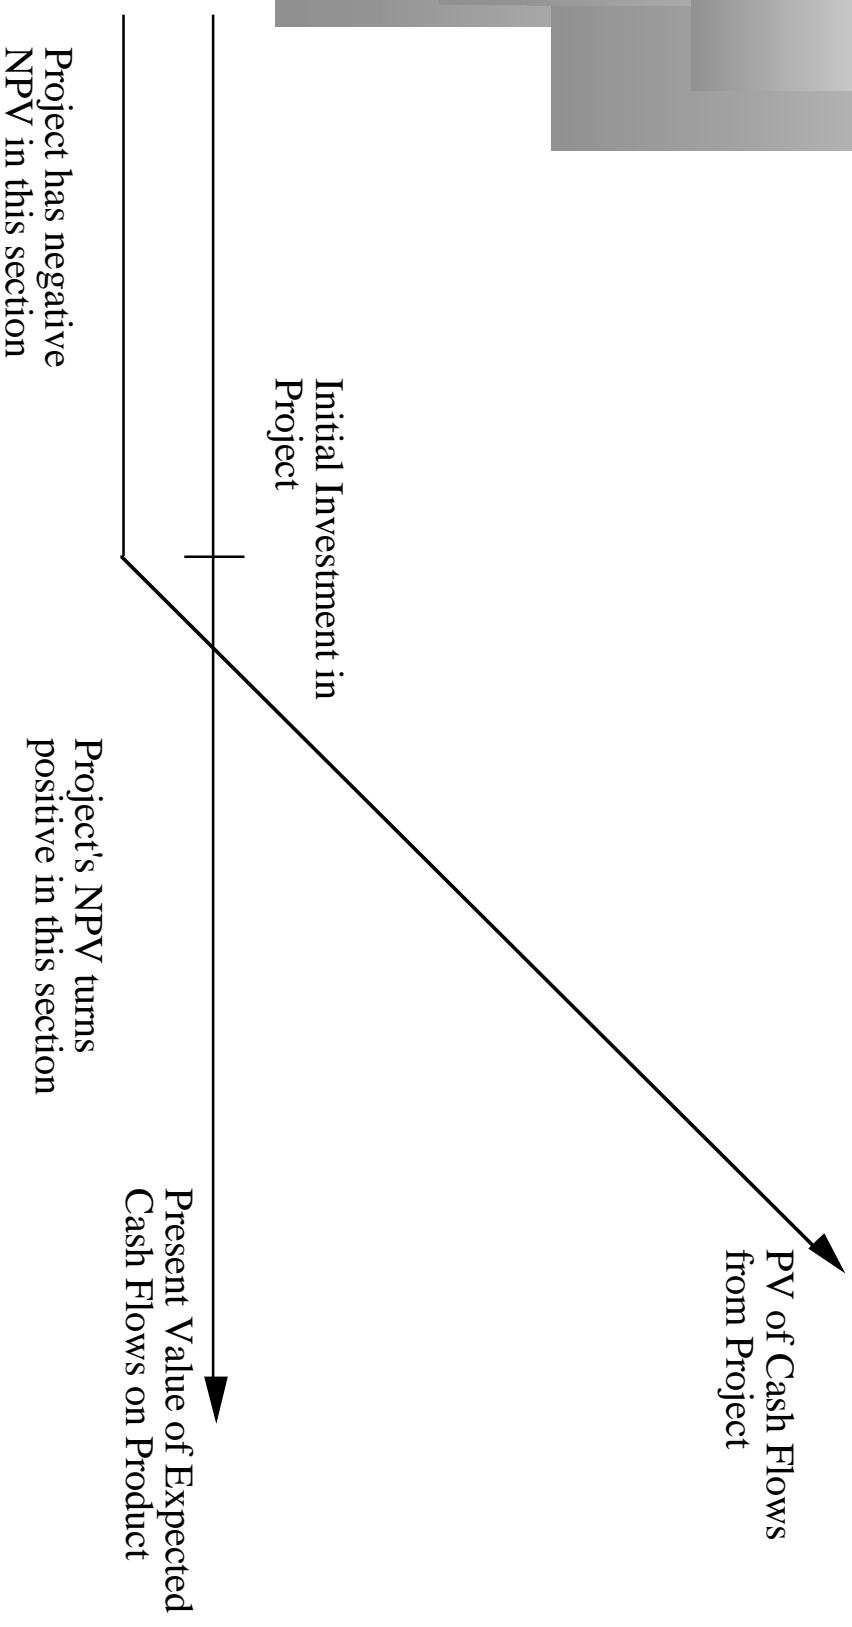 PV of Cash Flows
from Project
Initial Investment in
Project
Present Value of Expected
Cash Flows on Product
Project's NPV turns
positive in this section
Project has negative
NPV in this section